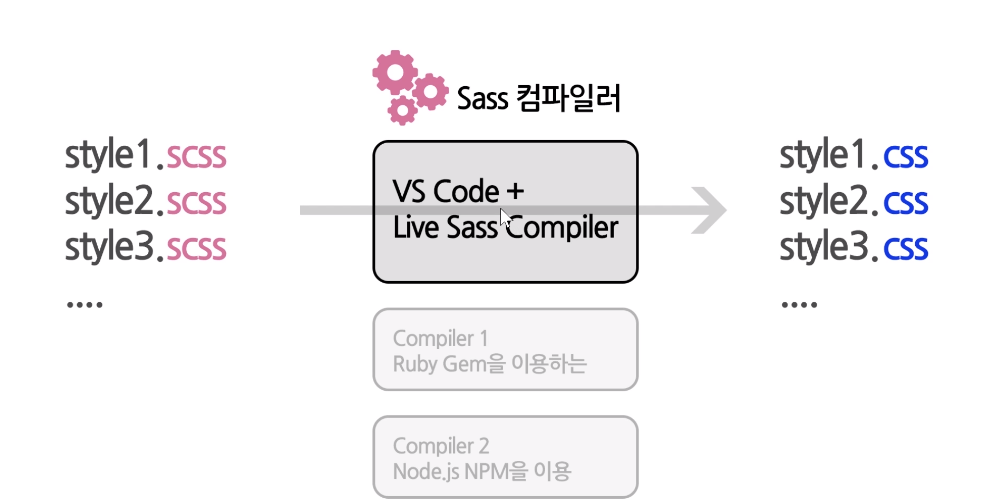 Sass 컴파일러
style1.scss
style2.scss
style3.scss
....
VS Code +
Live Sass Compiler
Compiler 1
Ruby Gem을 이용하는
Compiler 2
Node.js NPM을 이용
style1.css
style2.css
style3.css
....